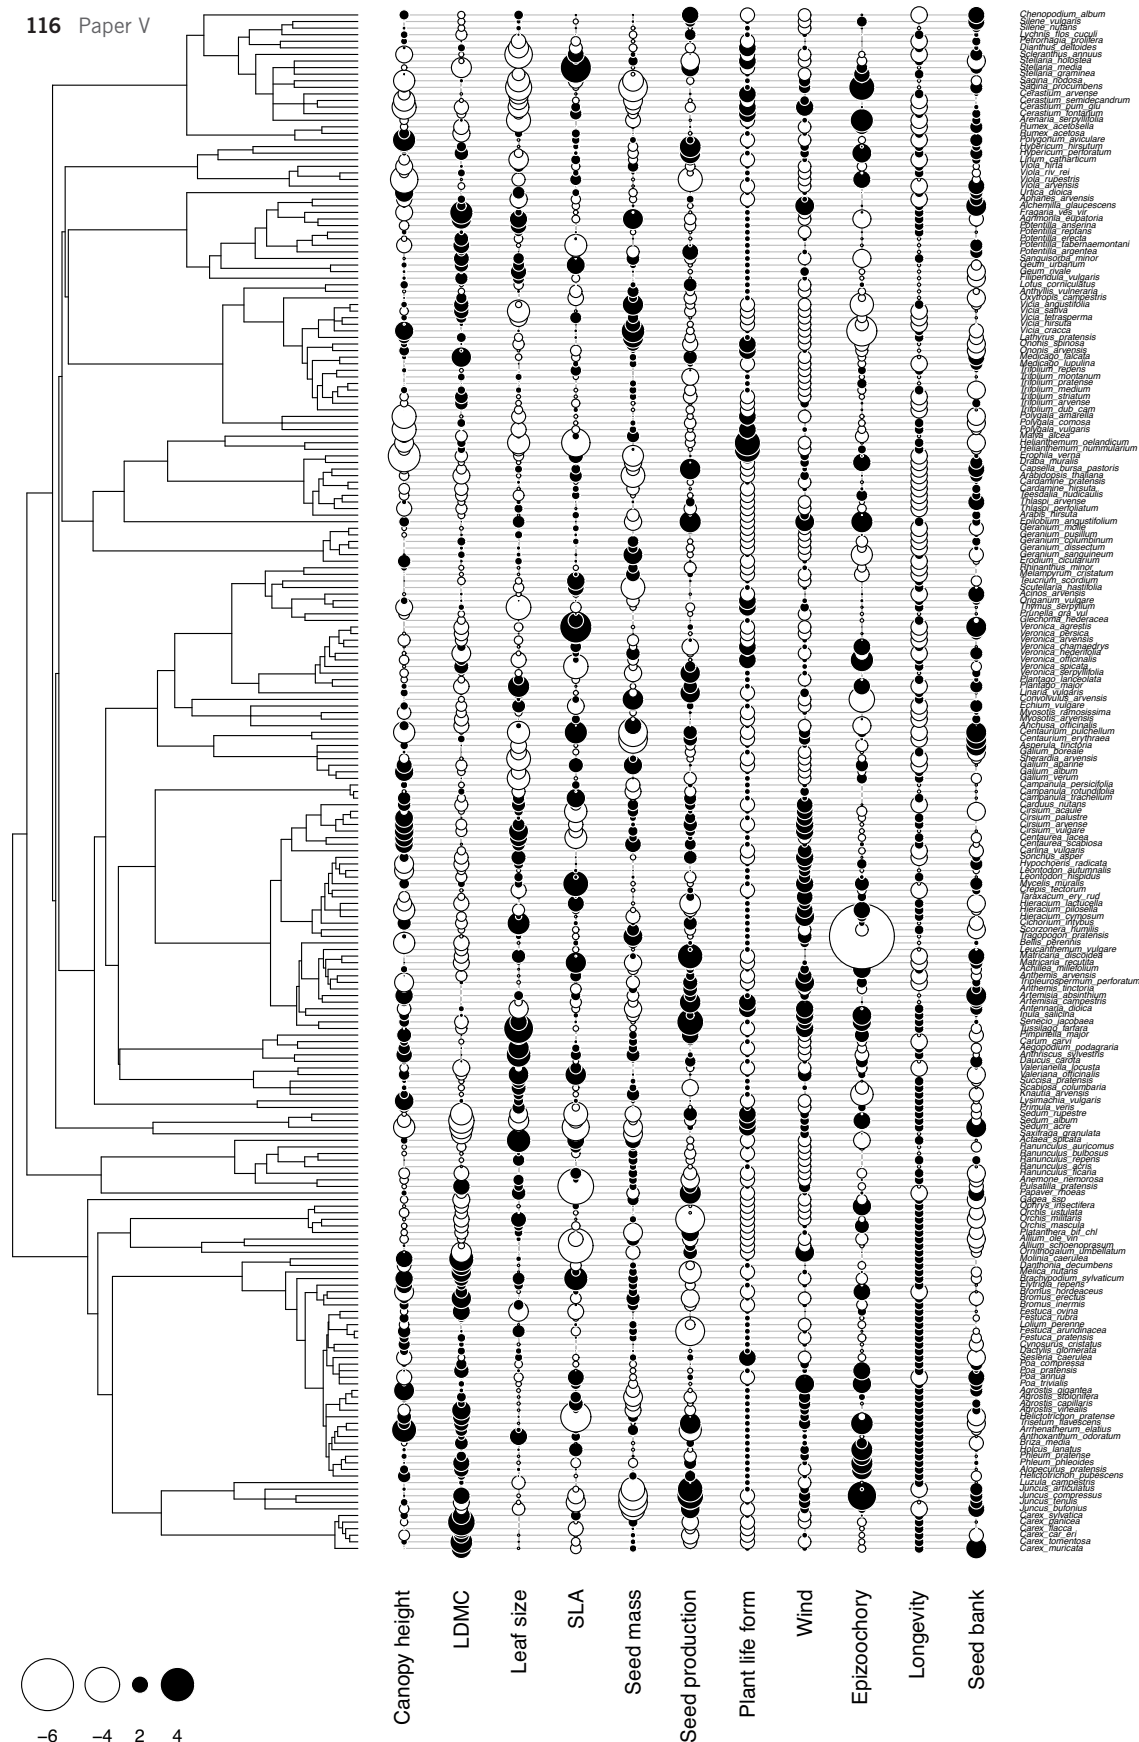 116 Paper V
Chenopodium_album
Silene_vulgaris
Silene_nutans
Lychnis_flos_cuculi
Petrorhagia_prolifera
Dianthus_deltoides
Scleranthus_annuus
Stellaria_holostea
Stellaria_media
Stellaria_graminea
Sagina_nodosa
Sagina_procumbens
Cerastium_arvense
Cerastium_semidecandrum
Cerastium_pum_glu
Cerastium_fontanum
Arenaria_serpyllifolia
Rumex_acetosella
Rumex_acetosa
Polygonum_aviculare
Hypericum_hirsutum
Hypericum_perforatum
Linum_catharticum
Viola_hirta
Viola_riv_rei
Viola_rupestris
Viola_arvensis
Urtica_dioica
Aphanes_arvensis
Alchemilla_glaucescens
Fragaria_ves_vir
Agrimonia_eupatoria
Potentilla_anserina
Potentilla_reptans
Potentilla_erecta
Potentilla_tabernaemontani
Potentilla_argentea
Sanguisorba_minor
Geum_urbanum
Geum_rivale
Filipendula_vulgaris
Lotus_corniculatus
Anthyllis_vulneraria
Oxytropis_campestris
Vicia_angustifolia
Vicia_sativa
Vicia_tetrasperma
Vicia_hirsuta
Vicia_cracca
Lathyrus_pratensis
Ononis_spinosa
Ononis_arvensis
Medicago_falcata
Medicago_lupulina
Trifolium_repens
Trifolium_montanum
Trifolium_pratense
Trifolium_medium
Trifolium_striatum
Trifolium_arvense
Trifolium_dub_cam
Polygala_amarella
Polygala_comosa
Polygala_vulgaris
Malva_alcea
Helianthemum_oelandicum
Helianthemum_nummularium
Erophila_verna
Draba_muralis
Capsella_bursa_pastoris
Arabidopsis_thaliana
Cardamine_pratensis
Cardamine_hirsuta
Teesdalia_nudicaulis
Thlaspi_arvense
Thlaspi_perfoliatum
Arabis_hirsuta
Epilobium_angustifolium
Geranium_molle
Geranium_pusillum
Geranium_columbinum
Geranium_dissectum
Geranium_sanguineum
Erodium_cicutarium
Rhinanthus_minor
Melampyrum_cristatum
Teucrium_scordium
Scutellaria_hastifolia
Acinos_arvensis
Origanum_vulgare
Thymus_serpyllum
Prunella_gra_vul
Glechoma_hederacea
Veronica_agrestis
Veronica_persica
Veronica_arvensis
Veronica_chamaedrys
Veronica_hederifolia
Veronica_officinalis
Veronica_spicata
Veronica_serpyllifolia
Plantago_lanceolata
Plantago_major
Linaria_vulgaris
Convolvulus_arvensis
Echium_vulgare
Myosotis_ramosissima
Myosotis_arvensis
Anchusa_officinalis
Centaurium_pulchellum
Centaurium_erythraea
Asperula_tinctoria
Galium_boreale
Sherardia_arvensis
Galium_aparine
Galium_album
Galium_verum
Campanula_persicifolia
Campanula_rotundifolia
Campanula_trachelium
Carduus_nutans
Cirsium_acaule
Cirsium_palustre
Cirsium_arvense
Cirsium_vulgare
Centaurea_jacea
Centaurea_scabiosa
Carlina_vulgaris
Sonchus_asper
Hypochoeris_radicata
Leontodon_autumnalis
Leontodon_hispidus
Mycelis_muralis
Crepis_tectorum
Taraxacum_ery_rud
Hieracium_lactucella
Hieracium_pilosella
Hieracium_cymosum
Cichorium_intybus
Scorzonera_humilis
Tragopogon_pratensis
Bellis_perennis
Leucanthemum_vulgare
Matricaria_discoidea
Matricaria_recutita
Achillea_millefolium
Anthemis_arvensis
Tripleurospermum_perforatum
Anthemis_tinctoria
Artemisia_absinthium
Artemisia_campestris
Antennaria_dioica
Inula_salicina
Senecio_jacobaea
Tussilago_farfara
Pimpinella_major
Carum_carvi
Aegopodium_podagraria
Anthriscus_sylvestris
Daucus_carota
Valerianella_locusta
Valeriana_officinalis
Succisa_pratensis
Scabiosa_columbaria
Knautia_arvensis
Lysimachia_vulgaris
Primula_veris
Sedum_rupestre
Sedum_album
Sedum_acre
Saxifraga_granulata
Actaea_spicata
Ranunculus_auricomus
Ranunculus_bulbosus
Ranunculus_repens
Ranunculus_acris
Ranunculus_ficaria
Anemone_nemorosa
Pulsatilla_pratensis
Papaver_rhoeas
Gagea_ssp
Ophrys_insectifera
Orchis_ustulata
Orchis_militaris
Orchis_mascula
Platanthera_bif_chl
Allium_ole_vin
Allium_schoenoprasum
Ornithogalum_umbellatum
Molinia_caerulea
Danthonia_decumbens
Melica_nutans
Brachypodium_sylvaticum
Elytrigia_repens
Bromus_hordeaceus
Bromus_erectus
Bromus_inermis
Festuca_ovina
Festuca_rubra
Lolium_perenne
Festuca_arundinacea
Festuca_pratensis
Cynosurus_cristatus
Dactylis_glomerata
Sesleria_caerulea
Poa_compressa
Poa_pratensis
Poa_annua
Poa_trivialis
Agrostis_gigantea
Agrostis_stolonifera
Agrostis_capillaris
Agrostis_vinealis
Helictotrichon_pratense
Trisetum_flavescens
Arrhenatherum_elatius
Anthoxanthum_odoratum
Briza_media
Holcus_lanatus
Phleum_pratense
Phleum_phleoides
Alopecurus_pratensis
Helictotrichon_pubescens
Luzula_campestris
Juncus_articulatus
Juncus_compressus
Juncus_tenuis
Juncus_bufonius
Carex_sylvatica
Carex_panicea
Carex_flacca
Carex_car_eri
Carex_tomentosa
Carex_muricata
Canopy height
LDMC
Leaf size
SLA
Seed mass
Seed production
Plant life form
Wind
Epizoochory
Longevity
Seed bank
−6 −4 2 4